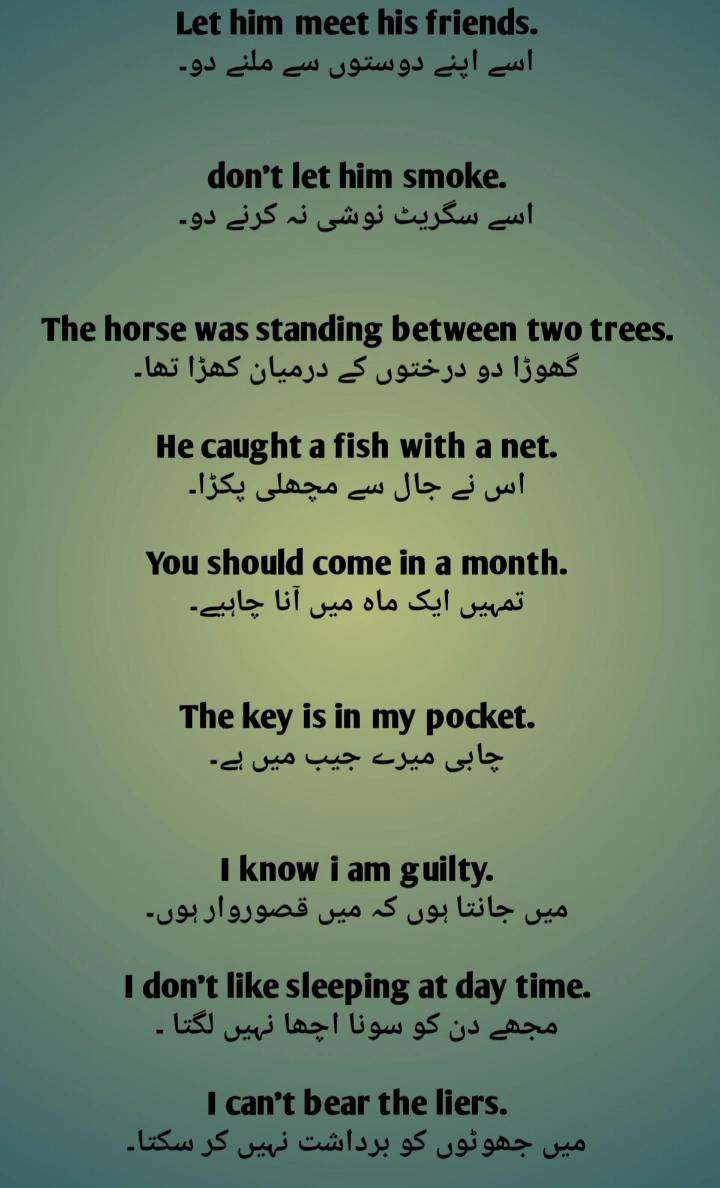 Let him meet his friends.
اسے اپنے دوستوں سے ملنے دو۔
don't let him smoke.
اسے سگریٹ نوشی نہ کرنے دو۔
The horse was standing between two trees.
گھوڑا دو درختوں کے درمیان کھڑا تھا۔
He caught a fish with a net.
اس نے جال سے مچھلی پکڑا۔
You should come in a month.
تمہیں ایک ماہ میں آنا چاہیے۔
The key is in my pocket.
چابی میرے جیب میں ہے۔
I know i am guilty.
میں جانتا ہوں کہ میں قصوروار ہوں۔
I don't like sleeping at day time.
مجھے دن کو سونا اچھا نہیں لگتا ۔
I can't bear the liers.
میں جھوٹوں کو برداشت نہیں کر سکتا۔